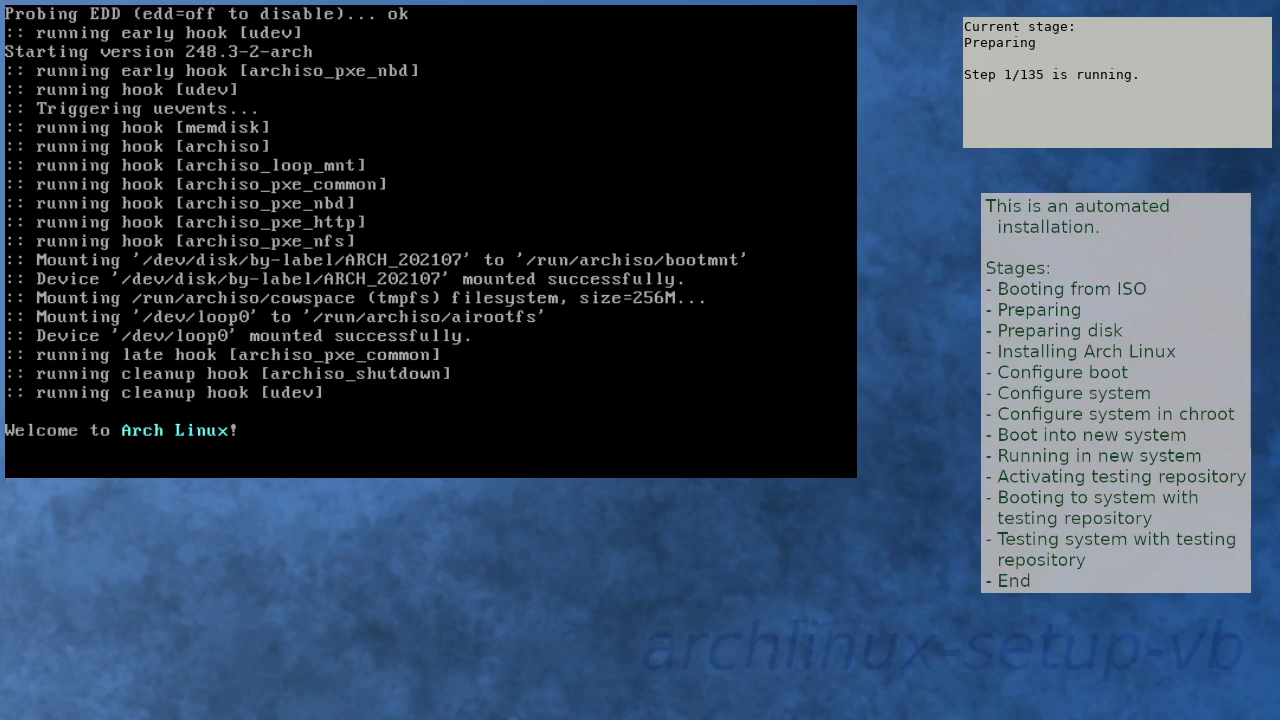 Probing EDD (edd=off to disable)... ok
:: running early hook [udev]
Starting version 248.3-2-arch
:: running early hook [archiso_pxe_nbd]
:: running hook [udev]
:: Triggering uevents...
:: running hook [memdisk]
:: running hook [archiso]
:: running hook [archiso_loop_mnt]
:: running hook [archiso_pxe_common]
:: running hook [archiso_pxe_nbd]
:: running hook [archiso_pxe_http]
:: running hook [archiso_pxe_nfs]
:: Mounting '/dev/disk/by-label/ARCH_202107' to '/run/archiso/bootmnt'
:: Device '/dev/disk/by-label/ARCH_202107' mounted successfully.
:: Mounting /run/archiso/cowspace (tmpfs) filesystem, size=256M...
:: Mounting '/dev/loop0' to '/run/archiso/airootfs'
:: Device '/dev/loop0' mounted successfully.
:: running late hook [archiso_pxe_common]
:: running cleanup hook [archiso_shutdown]
:: running cleanup hook [udev]
Welcome to Arch Linux!
Current stage:
Preparing
Step 1/135 is running.
This is an automated
installation.
Stages:
- Booting from ISO
- Preparing
- Preparing disk
- Installing Arch Linux
- Configure boot
- Configure system
- Configure system in chroot
- Boot into new system
- Running in new system
- Activating testing repository
- Booting to system with
testing repository
- Testing system with testing
repository
- End
archlinux-setup-vb